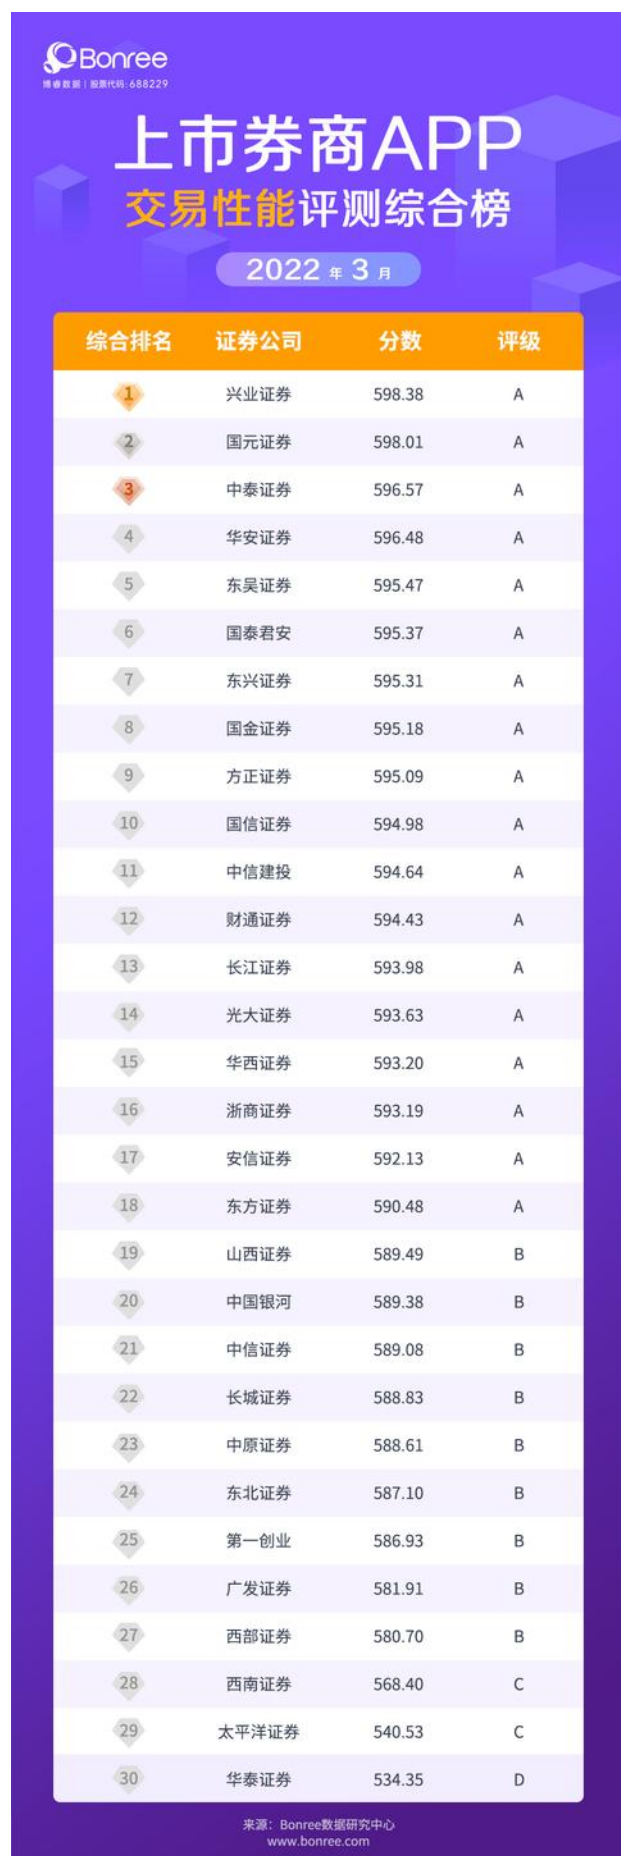 Bonree
博睿数据 | 股票代码:688229
上市券商APP
交易性能评测综合榜
2022 年 3 月
综合排名 证券公司 分数 评级
1 兴业证券 598.38 A
2 国元证券 598.01 A
3 中泰证券 596.57 A
4 华安证券 596.48 A
5 东吴证券 595.47 A
6 国泰君安 595.37 A
7 东兴证券 595.31 A
8 国金证券 595.18 A
9 方正证券 595.09 A
10 国信证券 594.98 A
11 中信建投 594.64 A
12 财通证券 594.43 A
13 长江证券 593.98 A
14 光大证券 593.63 A
15 华西证券 593.20 A
16 浙商证券 593.19 A
17 安信证券 592.13 A
18 东方证券 590.48 A
19 山西证券 589.49 B
20 中国银河 589.38 B
21 中信证券 589.08 B
22 长城证券 588.83 B
23 中原证券 588.61 B
24 东北证券 587.10 B
25 第一创业 586.93 B
26 广发证券 581.91 B
27 西部证券 580.70 B
28 西南证券 568.40 C
29 太平洋证券 540.53 C
30 华泰证券 534.35 D
来源：Bonree数据研究中心
www.bonree.com